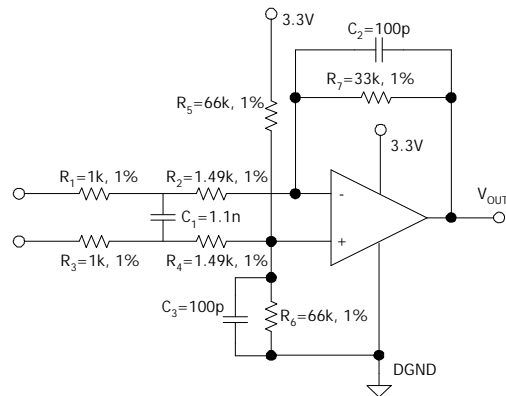 3.3V
C2=100p
R7=33k, 1%
R5=66k, 1%
3.3V
R1=1k, 1%
R2=1.49k, 1%
-
VOUT
C1=1.1n
+
R3=1k, 1%
R4=1.49k, 1%
C3=100p
R6=66k, 1%
DGND